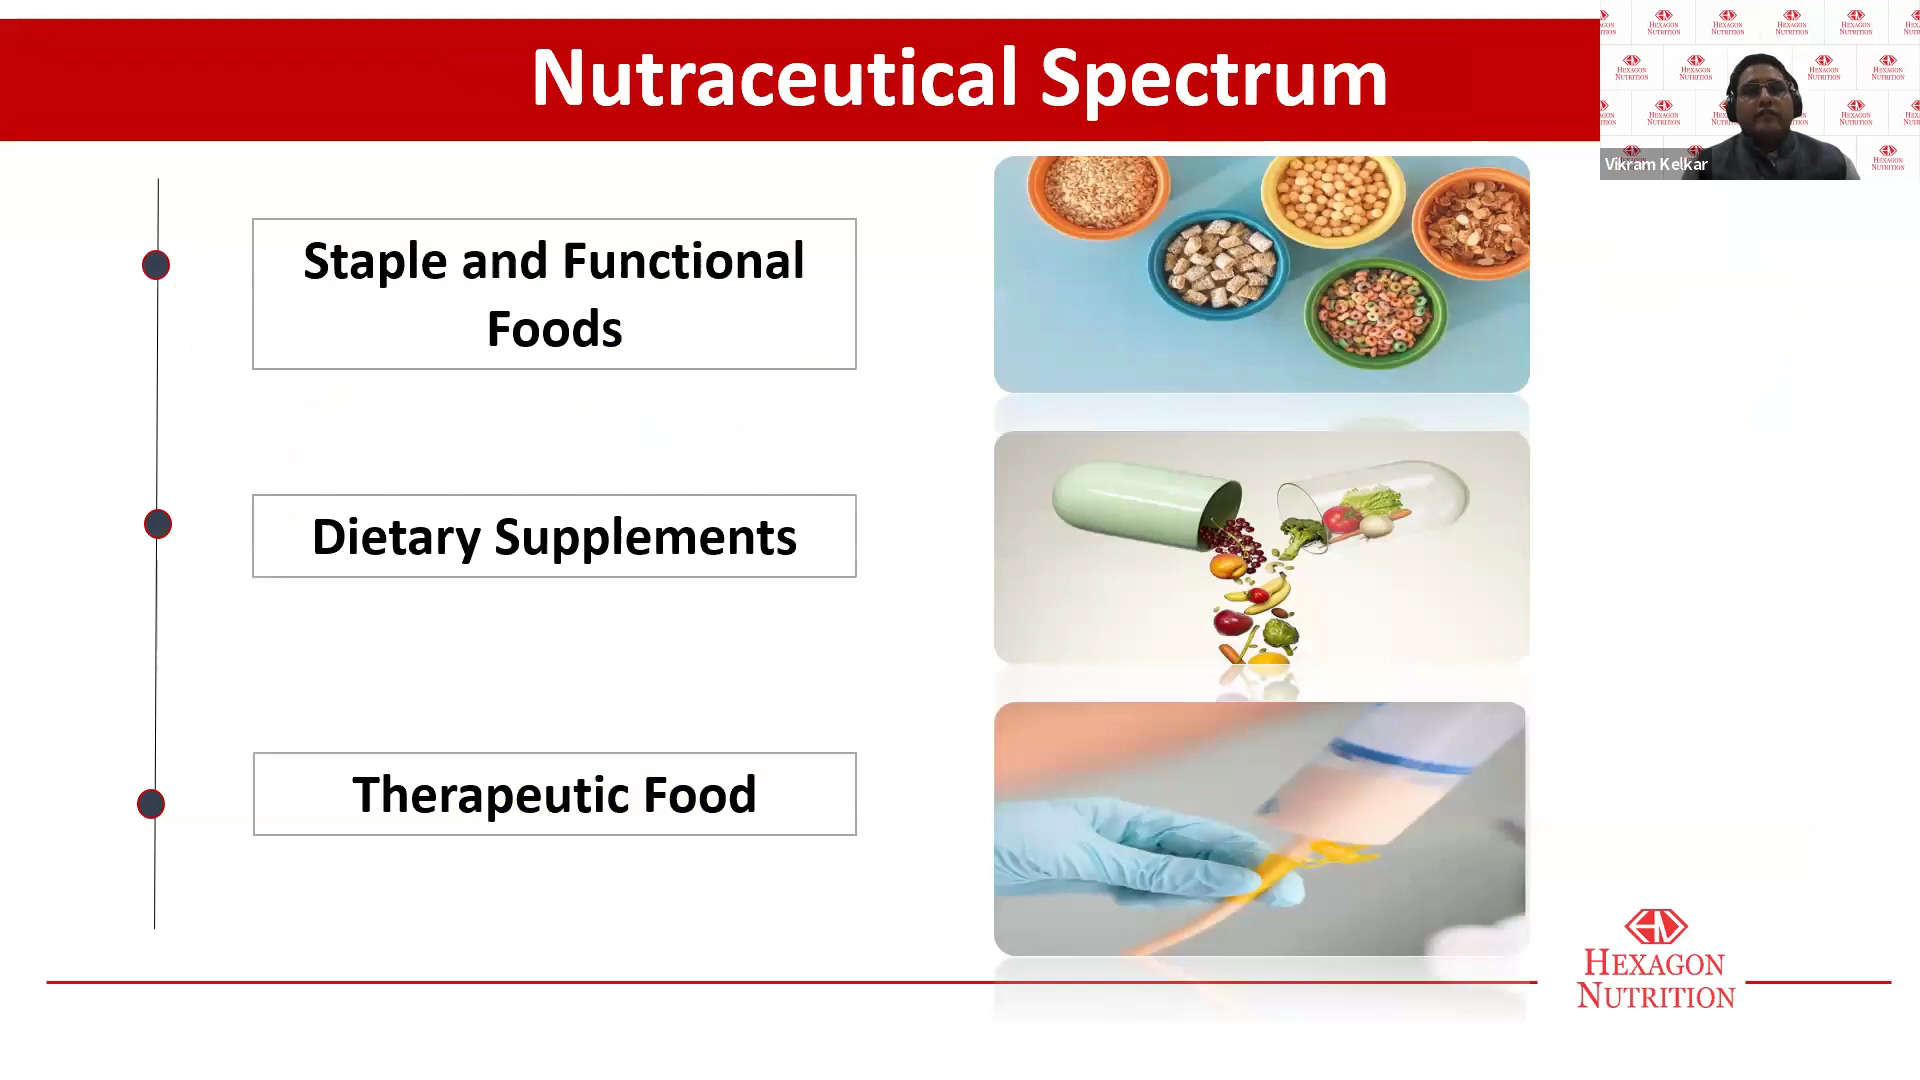 Nutraceutical Spectrum
Vikram Kelkar
Staple and Functional
Foods
Dietary Supplements
Therapeutic Food
HEXAGON
NUTRITION